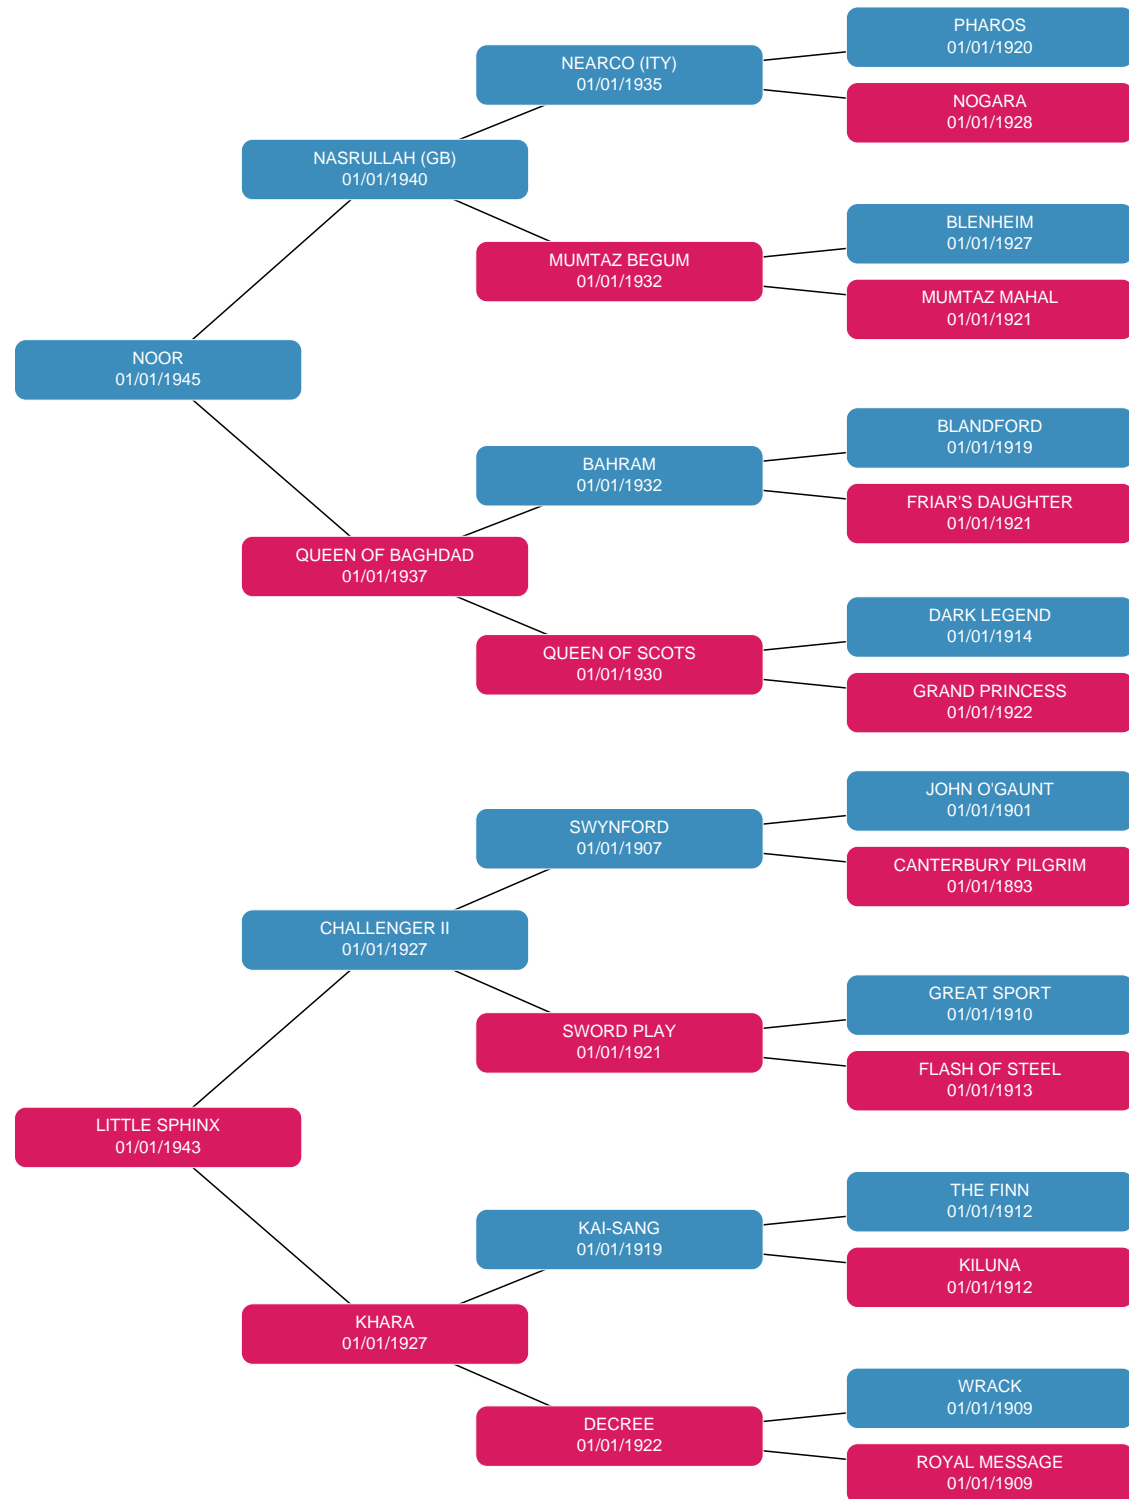 PHAROS
01/01/1920
NEARCO (ITY)
01/01/1935
NOGARA
01/01/1928
NASRULLAH (GB)
01/01/1940
BLENHEIM
01/01/1927
MUMTAZ BEGUM
01/01/1932
MUMTAZ MAHAL
01/01/1921
NOOR
01/01/1945
BLANDFORD
01/01/1919
BAHRAM
01/01/1932
FRIAR'S DAUGHTER
01/01/1921
QUEEN OF BAGHDAD
01/01/1937
DARK LEGEND
01/01/1914
QUEEN OF SCOTS
01/01/1930
GRAND PRINCESS
01/01/1922
JOHN O'GAUNT
01/01/1901
SWYNFORD
01/01/1907
CANTERBURY PILGRIM
01/01/1893
CHALLENGER II
01/01/1927
GREAT SPORT
01/01/1910
SWORD PLAY
01/01/1921
FLASH OF STEEL
01/01/1913
LITTLE SPHINX
01/01/1943
THE FINN
01/01/1912
KAI-SANG
01/01/1919
KILUNA
01/01/1912
KHARA
01/01/1927
WRACK
01/01/1909
DECREE
01/01/1922
ROYAL MESSAGE
01/01/1909